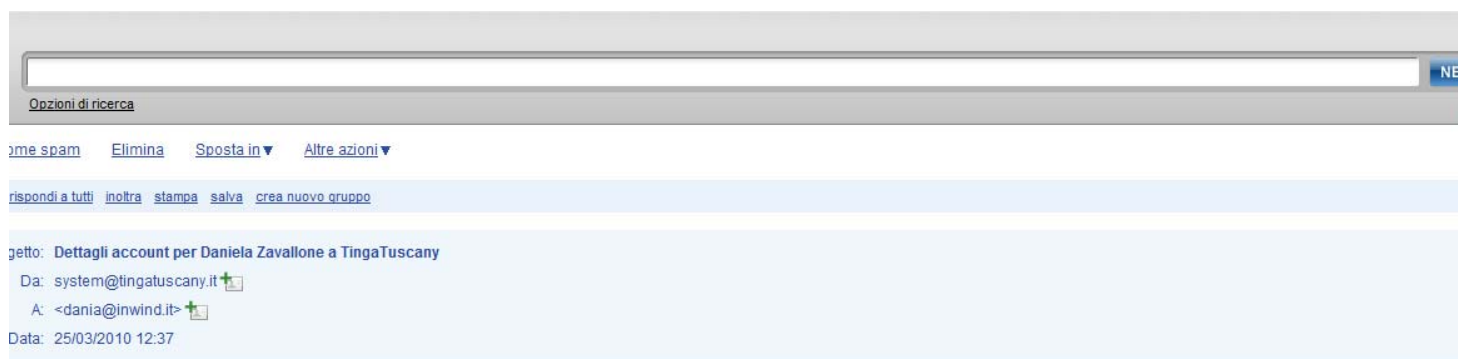 NE
Opzioni di ricerca
ome spam Elimina Sposta in Altre azioni
rispondi a tutti inoltra stampa salva crea nuovo gruppo
getto: Dettagli account per Daniela Zavallone a TingaTuscany
Da: system@tingatuscany.it
A: <dania@inwind.it>
Data: 25/03/2010 12:37